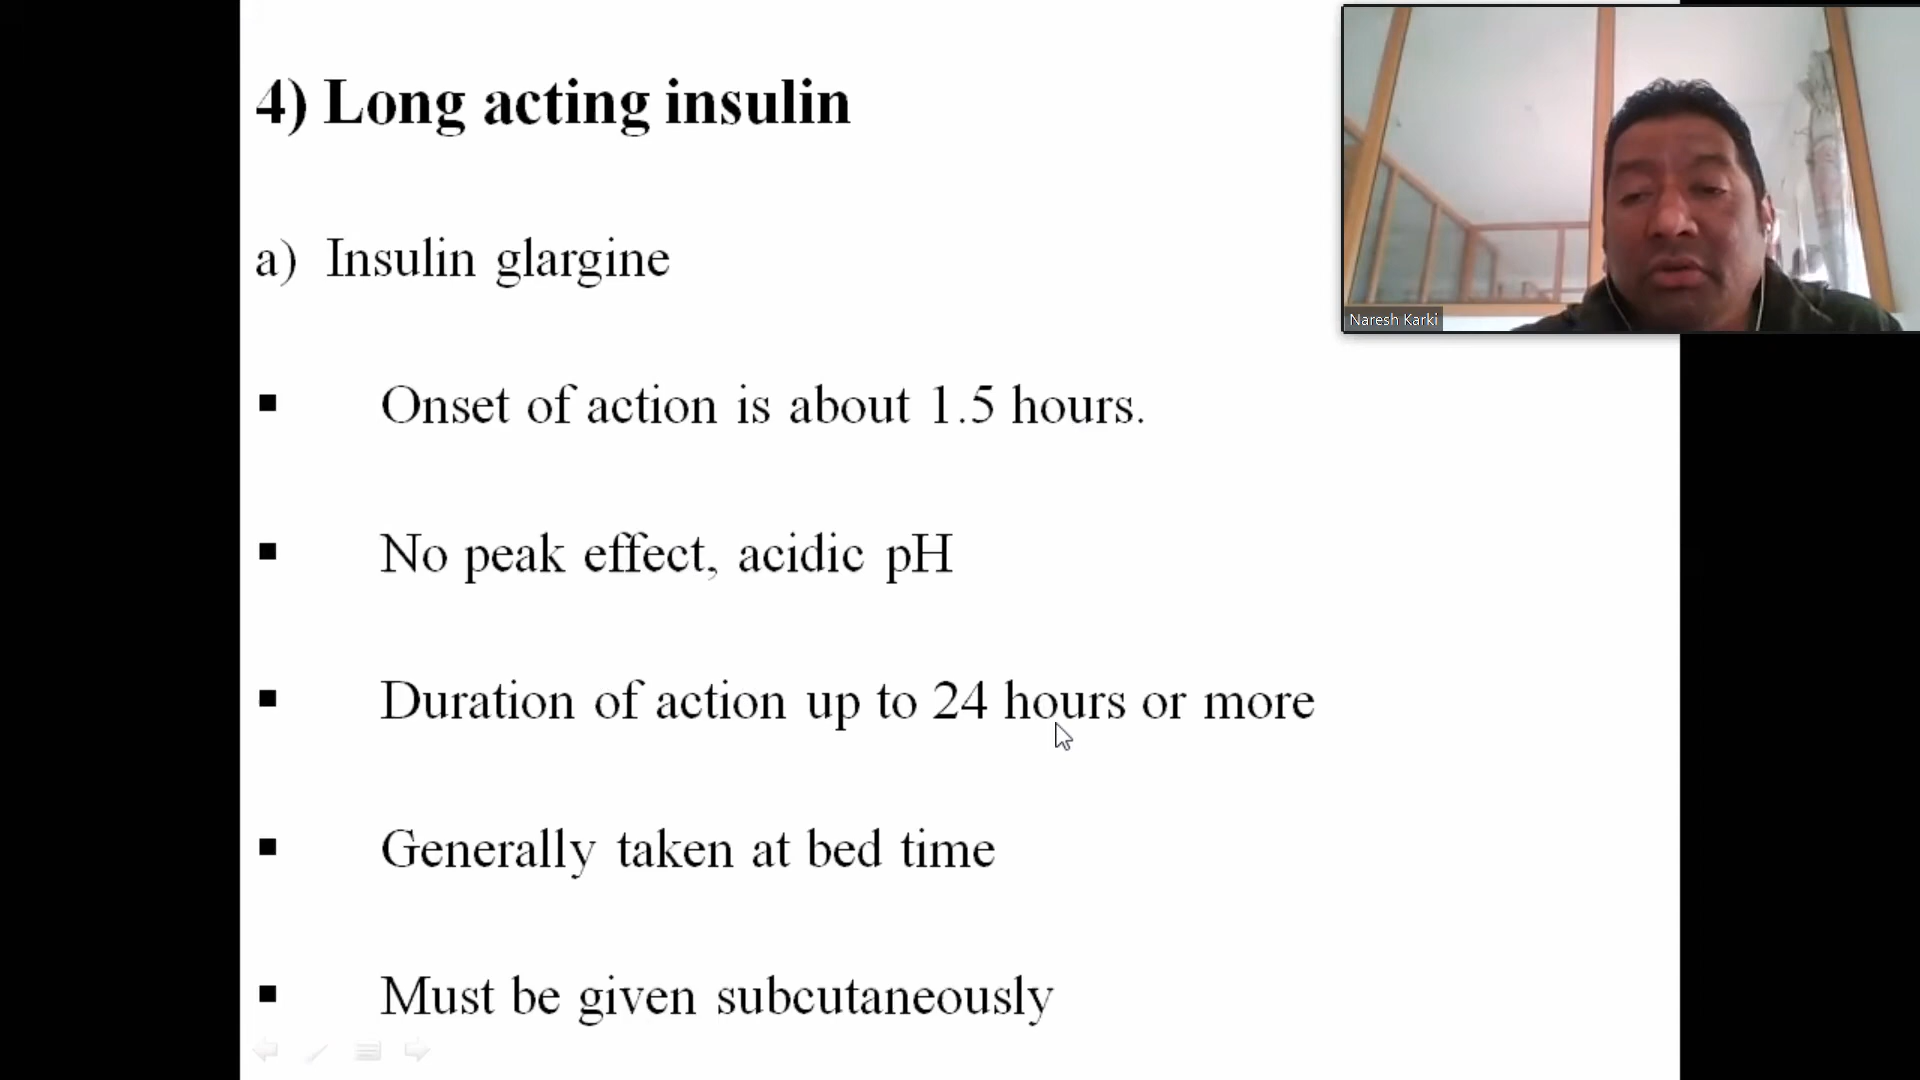 4) Long acting insulin
a) Insulin glargine
▪ Onset of action is about 1.5 hours.
▪ No peak effect, acidic pH
▪ Duration of action up to 24 hours or more
▪ Generally taken at bed time
▪ Must be given subcutaneously
Naresh Karki